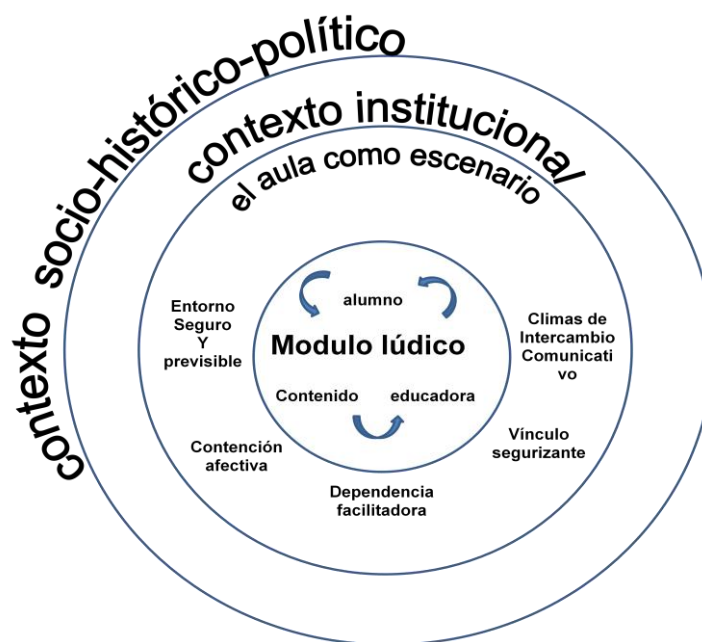 contexto socio-histórico-político
contexto institucional
el aula como escenario
alumno
Modulo lúdico
Contenido
educadora
Entorno
Seguro
Y
previsible
Climas de
Intercambio
Comunicati
vo
Contención
afectiva
Vínculo
segurizante
Dependencia
facilitadora